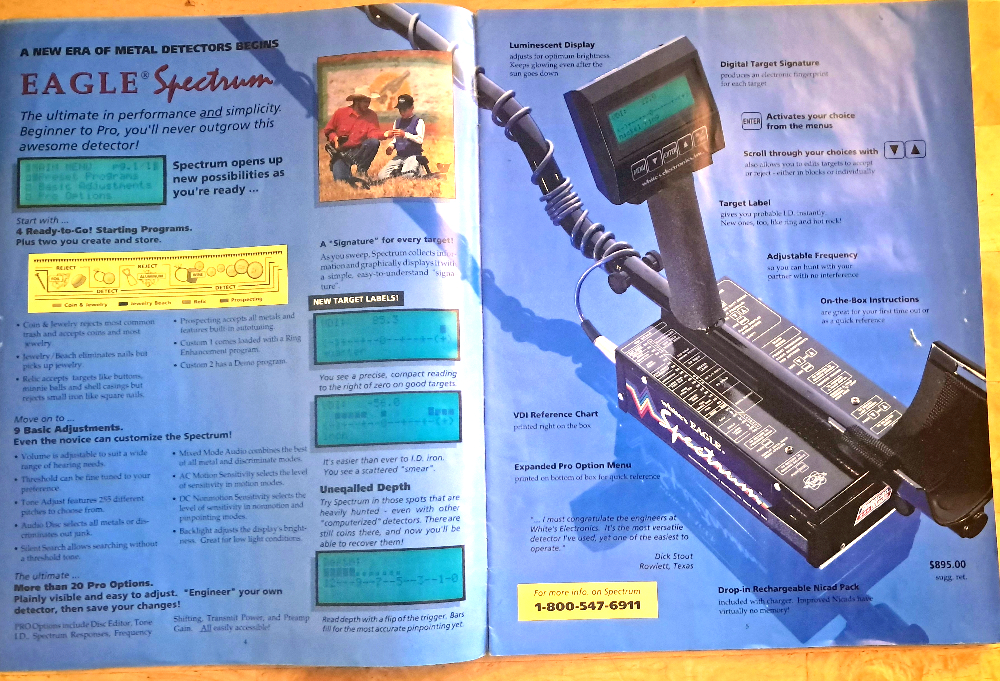 A NEW ERA OF METAL DETECTORS BEGINS
EAGLE® Spectrum
The ultimate in performance and simplicity.
Beginner to Pro, you'll never outgrow this
awesome detector!
Basic Adjustments
Pro Options
Spectrum opens up
new possibilities as
you're ready ...
Start with ...
4 Ready-to-Go! Starting Programs.
Plus two you create and store.
REJECT
REJECT
ALUMINUM
DETECT
DETECT
Coin & Jewelry
Jewelry Beach
Relic
Prospecting
• Coin & Jewelry rejects most common
trash and accepts coins and most
jewelry.
• Jewelry/Beach eliminates nails but
picks up jewelry.
• Relic accepts targets like buttons,
minnie balls and shell casings but
rejects small iron like square nails.
• Prospecting accepts all metals and
features built-in autotuning.
• Custom 1 comes loaded with a Ring
Enhancement program.
• Custom 2 has a Demo program.
Move on to ...
9 Basic Adjustments.
Even the novice can customize the Spectrum!
• Volume is adjustable to suit a wide
range of hearing needs.
• Threshold can be fine tuned to your
preference.
• Tone Adjust features 255 different
pitches to choose from.
• Audio Disc selects all metals or dis-
criminates out junk.
• Silent Search allows searching without
a threshold tone.
• Mixed Mode Audio combines the best
of all metal and discriminate modes.
• AC Motion Sensitivity selects the level
of sensitivity in motion modes.
• DC Nonmotion Sensitivity selects the
level of sensitivity in nonmotion and
pinpointing modes.
• Backlight adjusts the display's bright-
ness. Great for low light conditions.
The ultimate ...
More than 20 Pro Options.
Plainly visible and easy to adjust. "Engineer" your own
detector, then save your changes!
PRO Options include Disc Editor, Tone
I.D., Spectrum Responses, Frequency
Shifting, Transmit Power, and Preamp
Gain. All easily accessible!
4
A "Signature" for every target!
As you sweep, Spectrum collects infor-
mation and graphically displays it with
a simple, easy-to-understand "signa-
ture".
NEW TARGET LABELS!
VDI: 85.3
You see a precise, compact reading
to the right of zero on good targets.
VDI: -56.0
It's easier than ever to I.D. iron.
You see a scattered "smear".
Uneqalled Depth
Try Spectrum in those spots that are
heavily hunted - even with other
"computerized" detectors. There are
still coins there, and now you'll be
able to recover them!
Read depth with a flip of the trigger. Bars
fill for the most accurate pinpointing yet.
Luminescent Display
adjusts for optimum brightness
Keeps glowing even after the
sun goes down
Digital Target Signature
produces an electronic fingerprint
for each target
ENTER Activates your choice
from the menus
Scroll through your choices with ▼ ▲
also allows you to edit targets to accept
or reject - either in blocks or individually
Target Label
gives you probable I.D. instantly
New ones, too, like ring and hot rock!
Adjustable Frequency
so you can hunt with your
partner with no interference
On-the-Box Instructions
are great for your first time out or
as a quick reference
MENU ▼ ENTER ▲
white's electronics, inc.
white's EAGLE
Spectrum
VDI Reference Chart
printed right on the box
Expanded Pro Option Menu
printed on bottom of box for quick reference
"... I must congratulate the engineers at
White's Electronics. It's the most versatile
detector I've used, yet one of the easiest to
operate."
Dick Stout
Rowlett, Texas
For more info. on Spectrum
1-800-547-6911
$895.00
sugg. ret.
Drop-in Rechargeable Nicad Pack
included with charger. Improved Nicads have
virtually no memory!
5